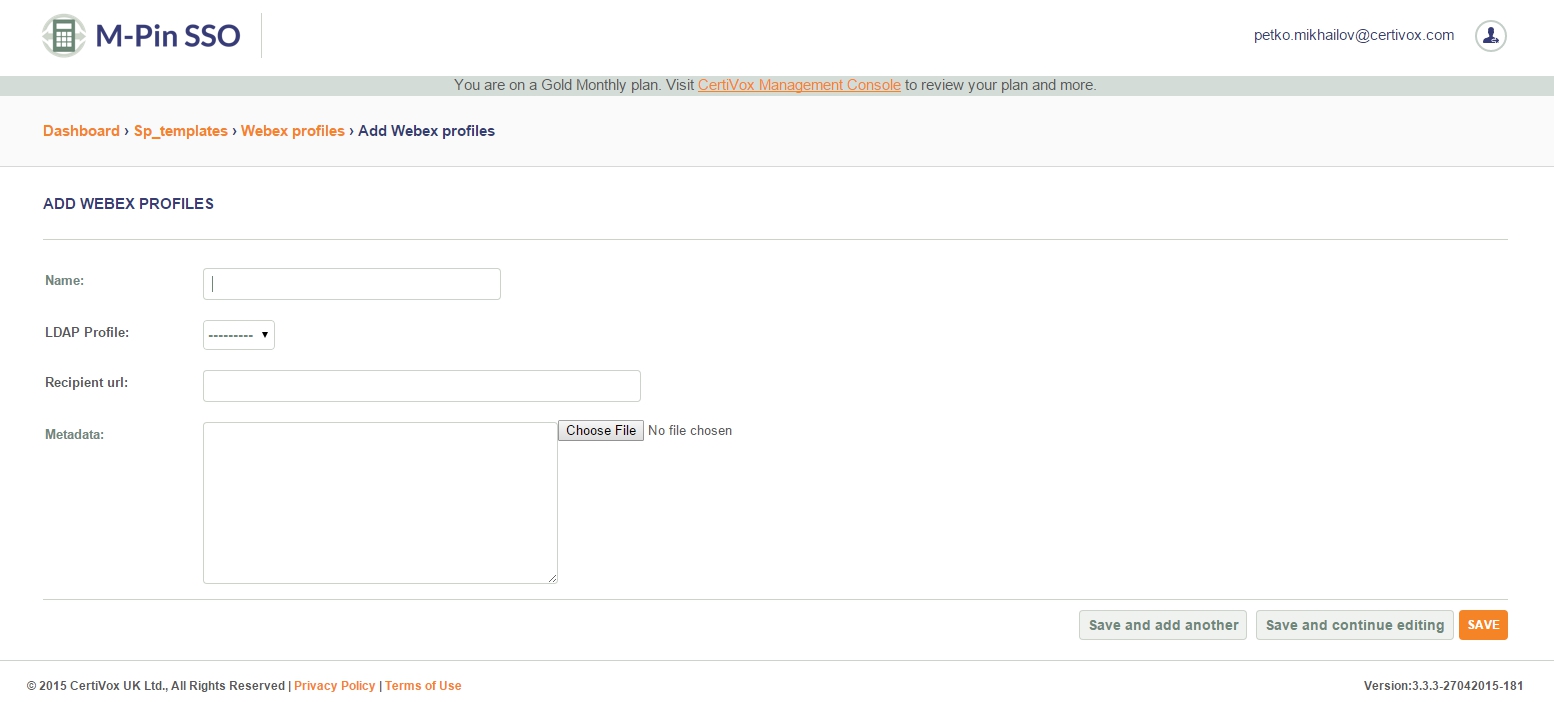 M-Pin SSO
petko.mikhailov@certivox.com
You are on a Gold Monthly plan. Visit CertiVox Management Console to review your plan and more.
Dashboard › Sp_templates › Webex profiles › Add Webex profiles
ADD WEBEX PROFILES
Name:
LDAP Profile: ---------
Recipient url:
Metadata: Choose File No file chosen
Save and add another Save and continue editing SAVE
© 2015 CertiVox UK Ltd., All Rights Reserved | Privacy Policy | Terms of Use Version:3.3.3-27042015-181